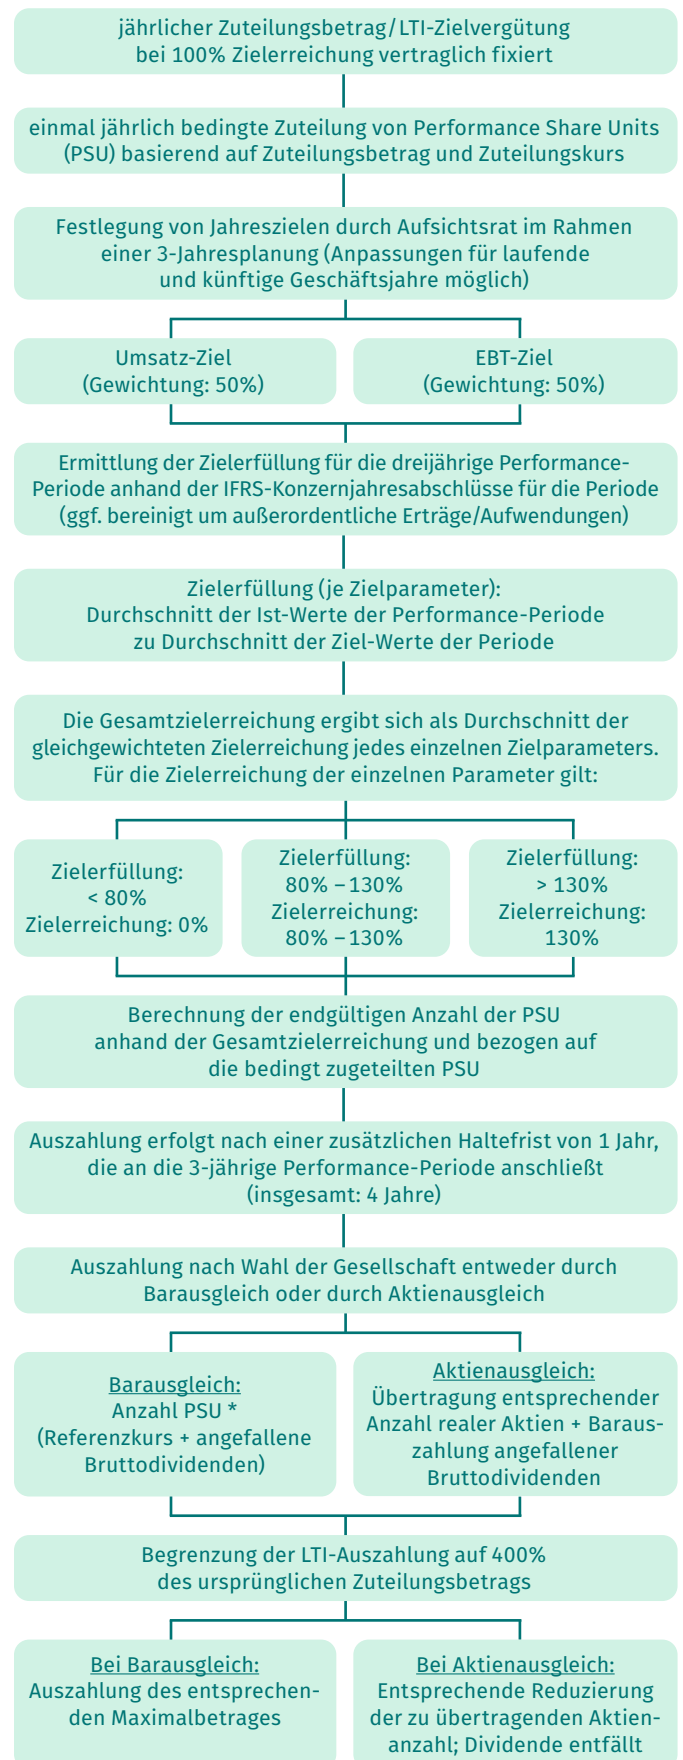 jährlicher Zuteilungsbetrag/LTI-Zielvergütung
bei 100% Zielerreichung vertraglich fixiert
einmal jährlich bedingte Zuteilung von Performance Share Units
(PSU) basierend auf Zuteilungsbetrag und Zuteilungskurs
Festlegung von Jahreszielen durch Aufsichtsrat im Rahmen
einer 3-Jahresplanung (Anpassungen für laufende
und künftige Geschäftsjahre möglich)
Umsatz-Ziel
(Gewichtung: 50%)
EBT-Ziel
(Gewichtung: 50%)
Ermittlung der Zielerfüllung für die dreijährige Performance-
Periode anhand der IFRS-Konzernjahresabschlüsse für die Periode
(ggf. bereinigt um außerordentliche Erträge/Aufwendungen)
Zielerfüllung (je Zielparameter):
Durchschnitt der Ist-Werte der Performance-Periode
zu Durchschnitt der Ziel-Werte der Periode
Die Gesamtzielerreichung ergibt sich als Durchschnitt der
gleichgewichteten Zielerreichung jedes einzelnen Zielparameters.
Für die Zielerreichung der einzelnen Parameter gilt:
Zielerfüllung:
< 80%
Zielerreichung: 0%
Zielerfüllung:
80% – 130%
Zielerreichung:
80% – 130%
Zielerfüllung:
> 130%
Zielerreichung:
130%
Berechnung der endgültigen Anzahl der PSU
anhand der Gesamtzielerreichung und bezogen auf
die bedingt zugeteilten PSU
Auszahlung erfolgt nach einer zusätzlichen Haltefrist von 1 Jahr,
die an die 3-jährige Performance-Periode anschließt
(insgesamt: 4 Jahre)
Auszahlung nach Wahl der Gesellschaft entweder durch
Barausgleich oder durch Aktienausgleich
Barausgleich:
Anzahl PSU *
(Referenzkurs + angefallene
Bruttodividenden)
Aktienausgleich:
Übertragung entsprechender
Anzahl realer Aktien + Baraus-
zahlung angefallener
Bruttodividenden
Begrenzung der LTI-Auszahlung auf 400%
des ursprünglichen Zuteilungsbetrags
Bei Barausgleich:
Auszahlung des entsprechen-
den Maximalbetrages
Bei Aktienausgleich:
Entsprechende Reduzierung
der zu übertragenden Aktien-
anzahl; Dividende entfällt